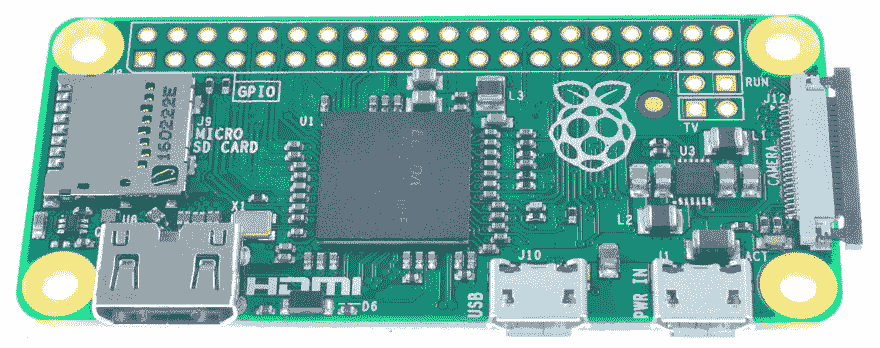 GPIO
RUN
J12
TV
J9
MICRO
SD CARD
160222E
U1
L3
L1
U3
CAMERA
X1
L2
ACT
HDMI
D6
J10
USB
J1
PWR IN